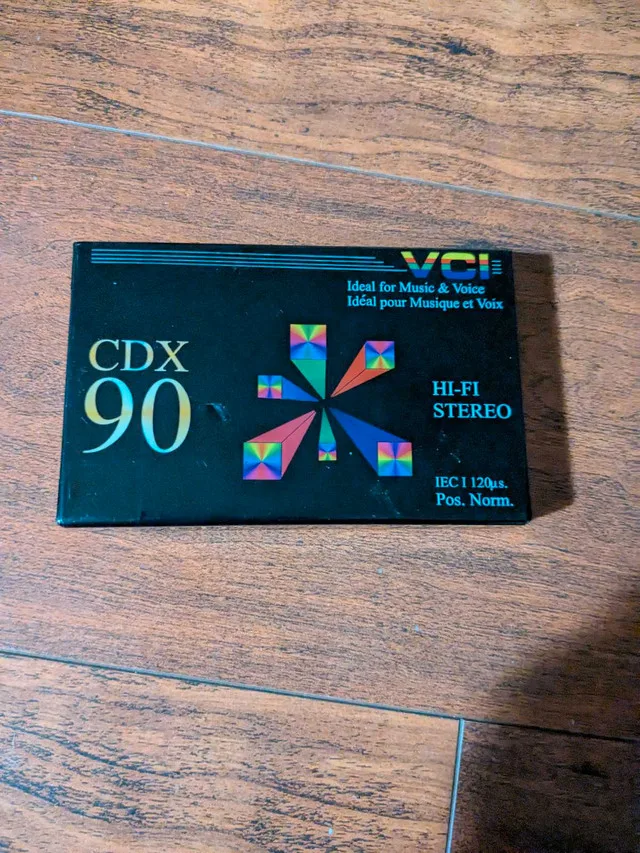 VCI
Ideal for Music & Voice
Idéal pour Musique et Voix
CDX
90
HI-FI
STEREO
IEC I 120µs.
Pos. Norm.